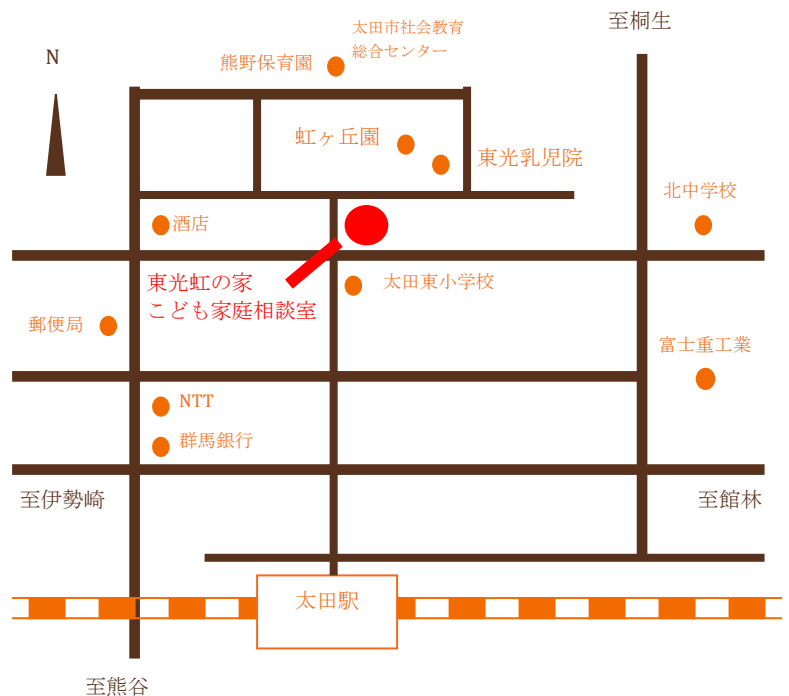 至桐生
太田市社会教育
総合センター
N
熊野保育園
虹ヶ丘園
東光乳児院
北中学校
酒店
東光虹の家
こども家庭相談室
太田東小学校
郵便局
富士重工業
NTT
群馬銀行
至伊勢崎
至館林
太田駅
至熊谷